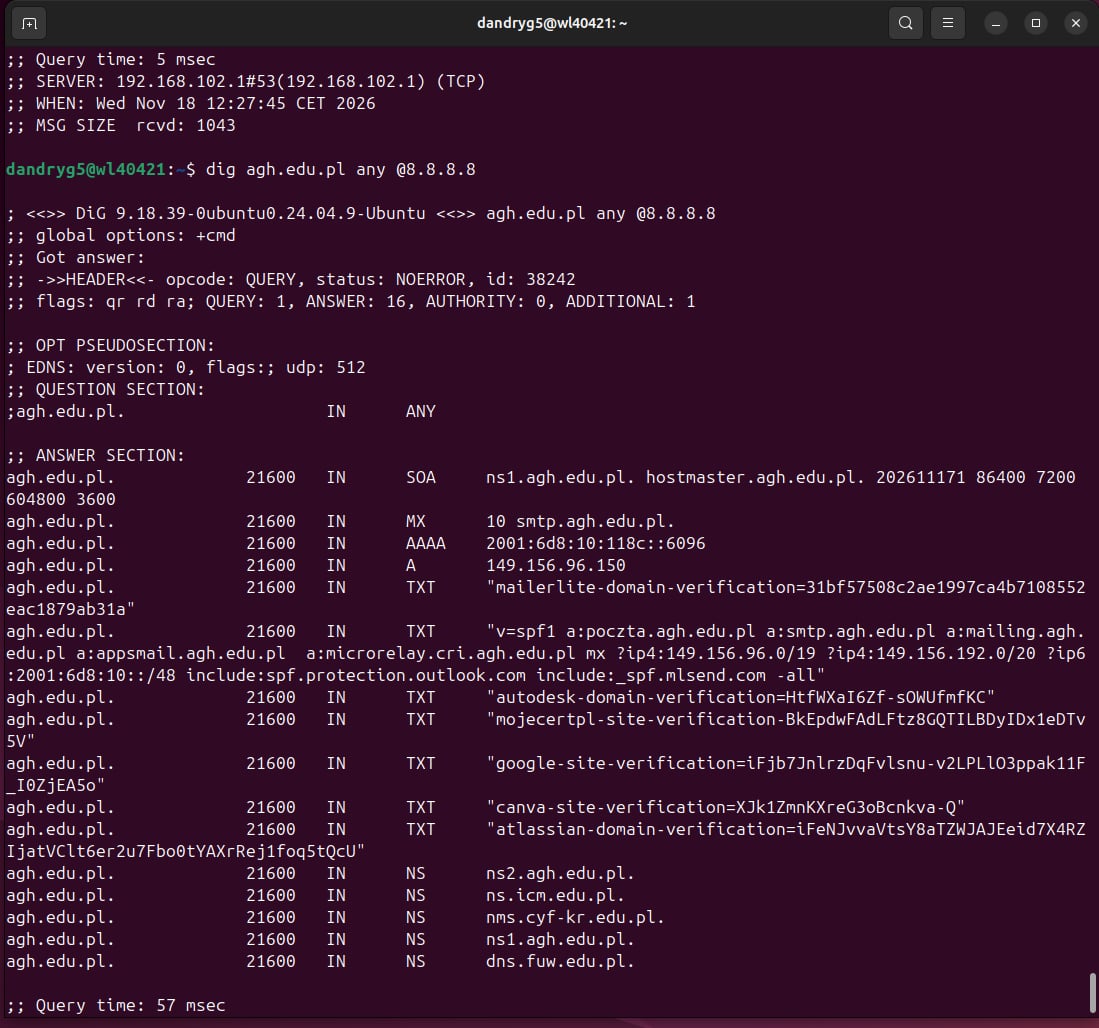 dandryg5@wl40421: ~
;; Query time: 5 msec
;; SERVER: 192.168.102.1#53(192.168.102.1) (TCP)
;; WHEN: Wed Nov 18 12:27:45 CET 2026
;; MSG SIZE  rcvd: 1043
dandryg5@wl40421:~$ dig agh.edu.pl any @8.8.8.8
; <<>> DiG 9.18.39-0ubuntu0.24.04.9-Ubuntu <<>> agh.edu.pl any @8.8.8.8
;; global options: +cmd
;; Got answer:
;; ->>HEADER<<- opcode: QUERY, status: NOERROR, id: 38242
;; flags: qr rd ra; QUERY: 1, ANSWER: 16, AUTHORITY: 0, ADDITIONAL: 1
;; OPT PSEUDOSECTION:
; EDNS: version: 0, flags:; udp: 512
;; QUESTION SECTION:
;agh.edu.pl.                    IN      ANY
;; ANSWER SECTION:
agh.edu.pl.             21600   IN      SOA     ns1.agh.edu.pl. hostmaster.agh.edu.pl. 202611171 86400 7200
604800 3600
agh.edu.pl.             21600   IN      MX      10 smtp.agh.edu.pl.
agh.edu.pl.             21600   IN      AAAA    2001:6d8:10:118c::6096
agh.edu.pl.             21600   IN      A       149.156.96.150
agh.edu.pl.             21600   IN      TXT     "mailerlite-domain-verification=31bf57508c2ae1997ca4b7108552
eac1879ab31a"
agh.edu.pl.             21600   IN      TXT     "v=spf1 a:poczta.agh.edu.pl a:smtp.agh.edu.pl a:mailing.agh.
edu.pl a:appsmail.agh.edu.pl  a:microrelay.cri.agh.edu.pl mx ?ip4:149.156.96.0/19 ?ip4:149.156.192.0/20 ?ip6
:2001:6d8:10::/48 include:spf.protection.outlook.com include:_spf.mlsend.com -all"
agh.edu.pl.             21600   IN      TXT     "autodesk-domain-verification=HtfWXaI6Zf-sOWUfmfKC"
agh.edu.pl.             21600   IN      TXT     "mojecertpl-site-verification-BkEpdwFAdLFtz8GQTILBDyIDx1eDTv
5V"
agh.edu.pl.             21600   IN      TXT     "google-site-verification=iFjb7JnlrzDqFvlsnu-v2LPLlO3ppak11F
_I0ZjEA5o"
agh.edu.pl.             21600   IN      TXT     "canva-site-verification=XJk1ZmnKXreG3oBcnkva-Q"
agh.edu.pl.             21600   IN      TXT     "atlassian-domain-verification=iFeNJvvaVtsY8aTZWJAJEeid7X4RZ
IjatVClt6er2u7Fbo0tYAXrRej1foq5tQcU"
agh.edu.pl.             21600   IN      NS      ns2.agh.edu.pl.
agh.edu.pl.             21600   IN      NS      ns.icm.edu.pl.
agh.edu.pl.             21600   IN      NS      nms.cyf-kr.edu.pl.
agh.edu.pl.             21600   IN      NS      ns1.agh.edu.pl.
agh.edu.pl.             21600   IN      NS      dns.fuw.edu.pl.
;; Query time: 57 msec